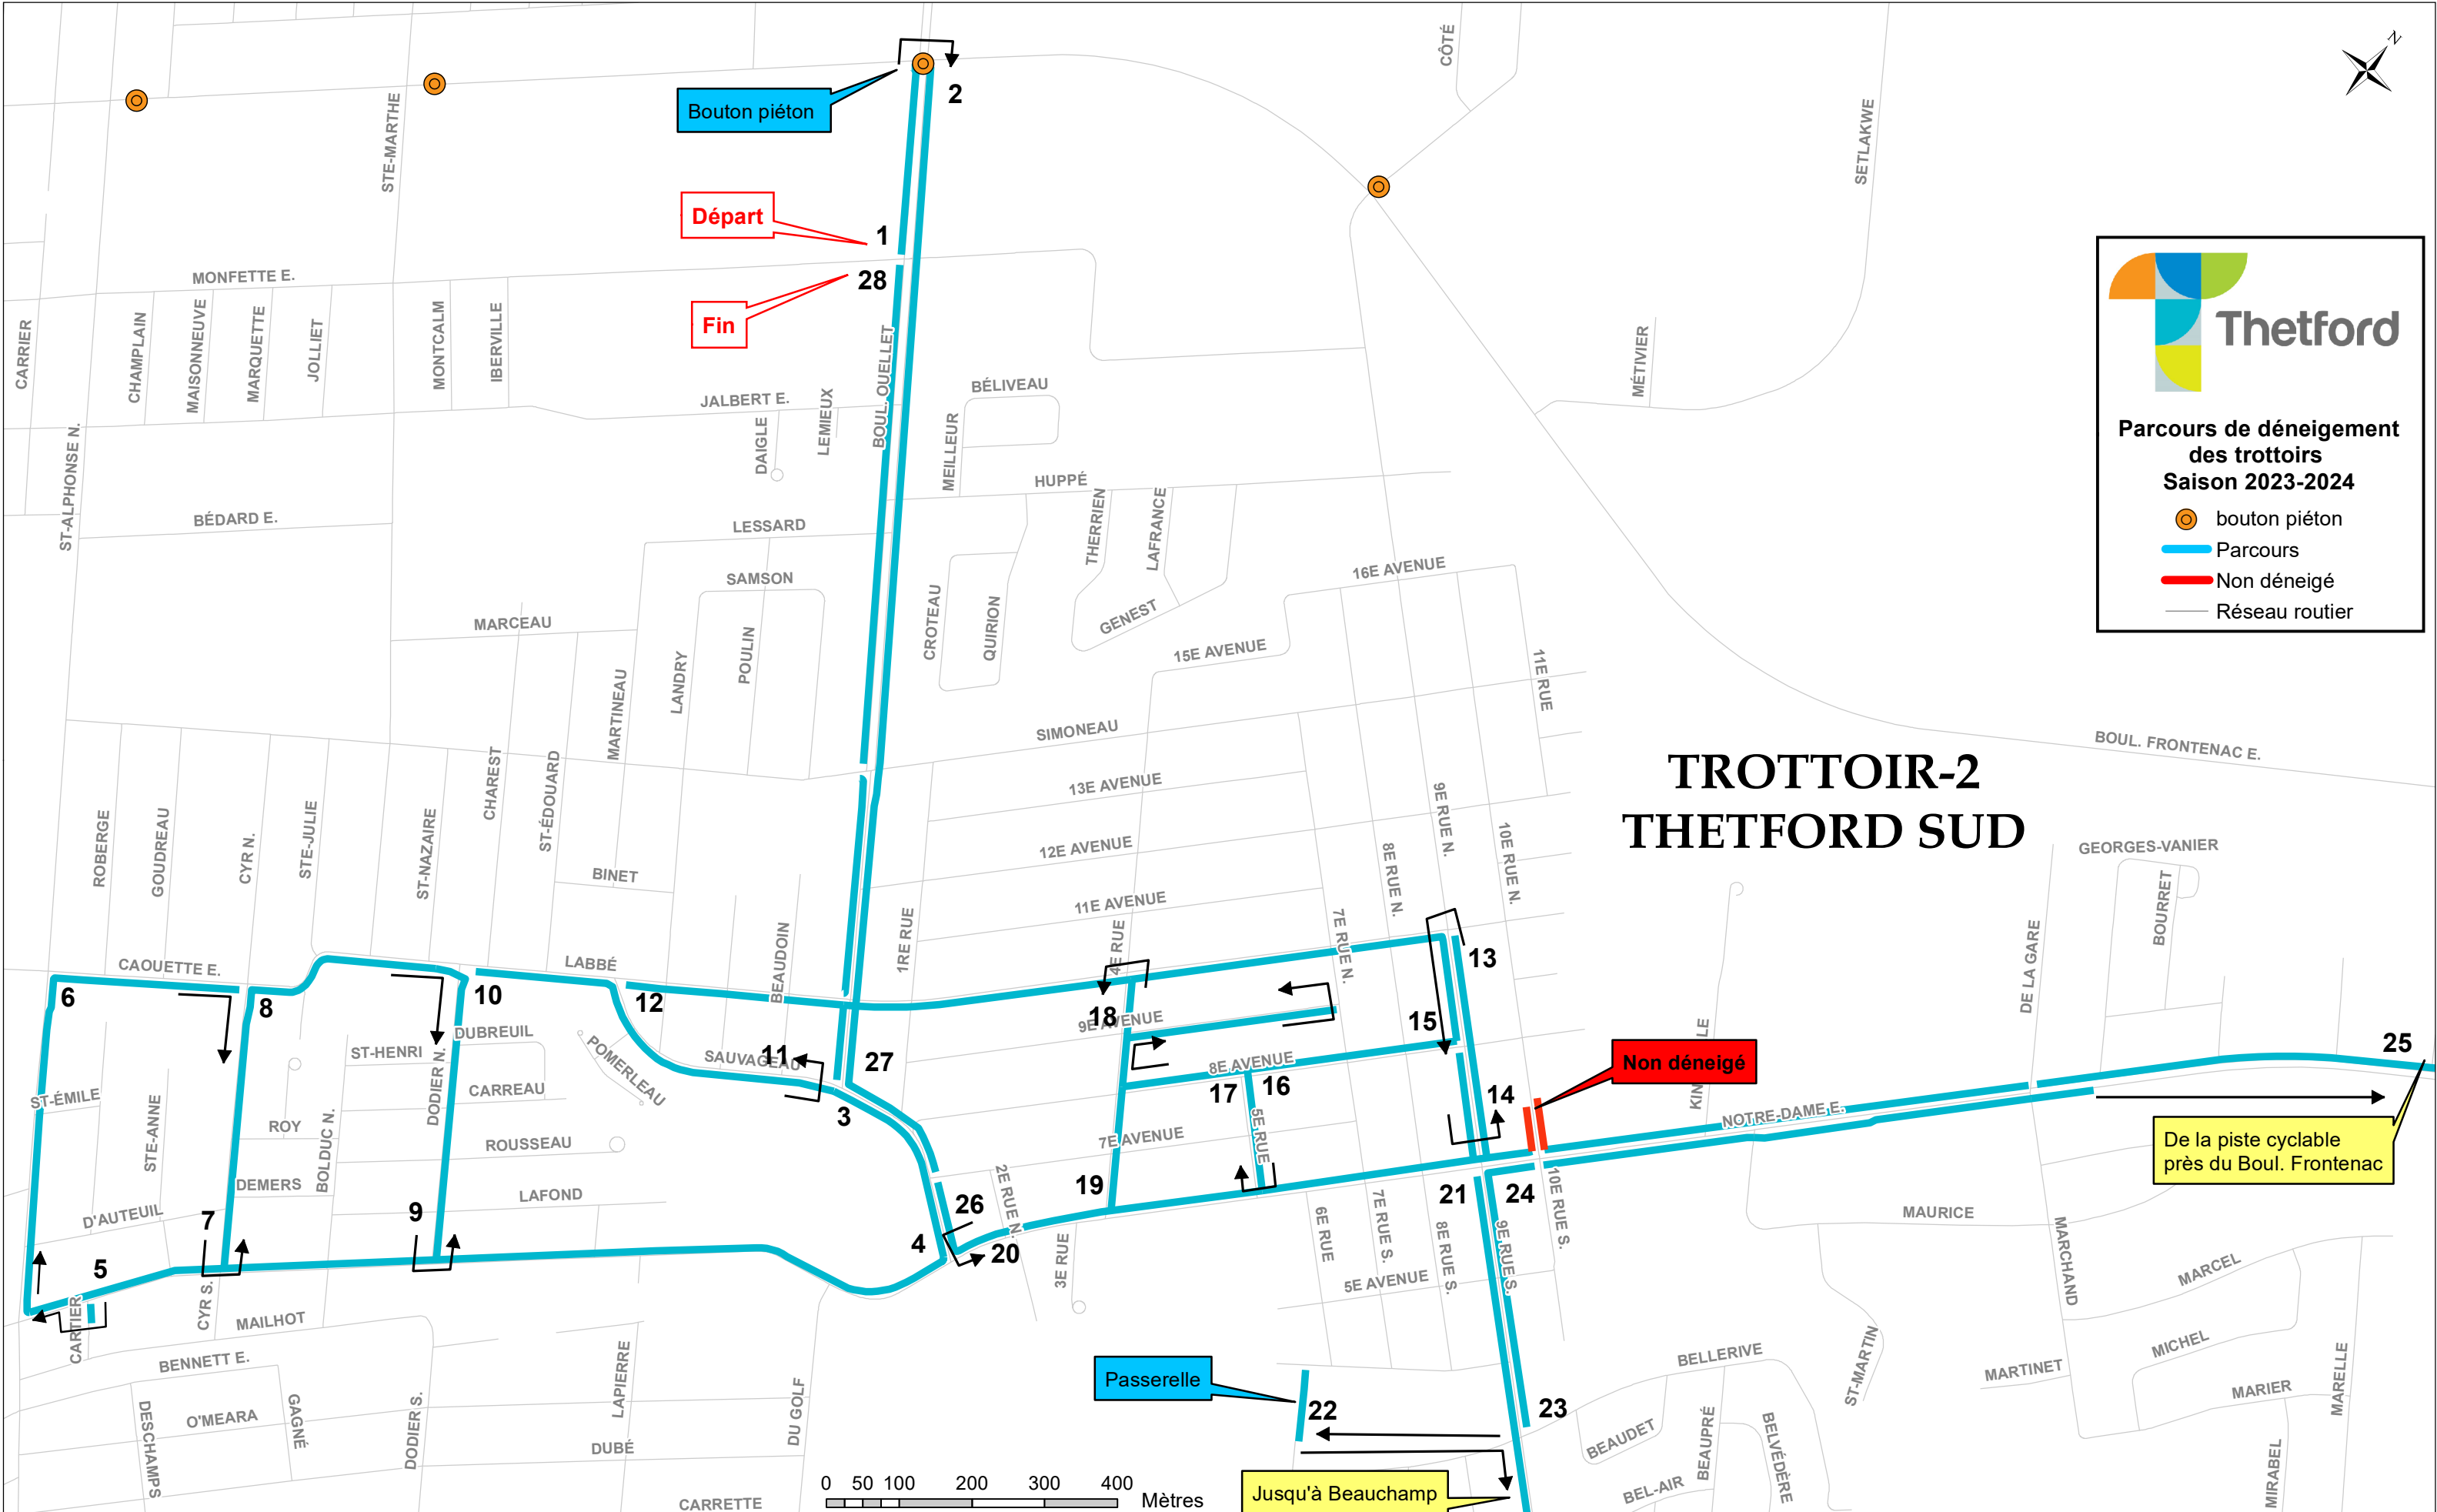 N
CÔTÉ
2
Bouton piéton
STE-MARTHE
SETLAKWE
Départ
1
MONFETTE E.
28
Fin
Thetford
Parcours de déneigement
des trottoirs
Saison 2023-2024
bouton piéton
Parcours
Non déneigé
Réseau routier
CARRIER
CHAMPLAIN
MAISONNEUVE
MARQUETTE
JOLLIET
MONTCALM
IBERVILLE
BOUL. OUELLET
MÉTIVIER
JALBERT E.
BÉLIVEAU
DAIGLE
LEMIEUX
MEILLEUR
ST-ALPHONSE N.
HUPPÉ
BÉDARD E.
LESSARD
THERRIEN
LAFRANCE
SAMSON
16E AVENUE
CROTEAU
QUIRION
GENEST
MARCEAU
POULIN
LANDRY
MARTINEAU
15E AVENUE
11E RUE
SIMONEAU
BOUL. FRONTENAC E.
TROTTOIR-2
THETFORD SUD
13E AVENUE
CHAREST
ST-ÉDOUARD
9E RUE N.
ROBERGE
GOUDREAU
CYR N.
STE-JULIE
ST-NAZAIRE
12E AVENUE
8E RUE N.
10E RUE N.
GEORGES-VANIER
BINET
11E AVENUE
BOURRET
BEAUDOIN
1RE RUE
4E RUE
7E RUE N.
13
DE LA GARE
CAOUETTE E.
LABBÉ
6
8
10
12
18
9E AVENUE
15
DUBREUIL
ST-HENRI
POMERLEAU
SAUVAGEAU
11
27
8E AVENUE
17
16
Non déneigé
25
ST-ÉMILE
DODIER N.
CARREAU
3
14
NOTRE-DAME E.
STE-ANNE
ROY
BOLDUC N.
ROUSSEAU
7E AVENUE
5E RUE
De la piste cyclable
près du Boul. Frontenac
DEMERS
LAFOND
19
2E RUE N.
21
24
10E RUE S.
D'AUTEUIL
7
9
26
4
20
6E RUE
7E RUE S.
8E RUE S.
9E RUE S.
MAURICE
MARCHAND
5
3E RUE
5E AVENUE
MARCEL
CARTIER
CYR S.
MAILHOT
BENNETT E.
LAPIERRE
BELLERIVE
ST-MARTIN
MICHEL
MARTINET
MARIER
MARELLE
Passerelle
22
23
DESCHAMPS
O'MEARA
GAGNÉ
DODIER S.
DUBÉ
DU GOLF
BEAUDET
BEAUPRÉ
BELVÉDÈRE
MIRABEL
BEL-AIR
CARRETTE
0 50 100 200 300 400
Mètres
Jusqu'à Beauchamp